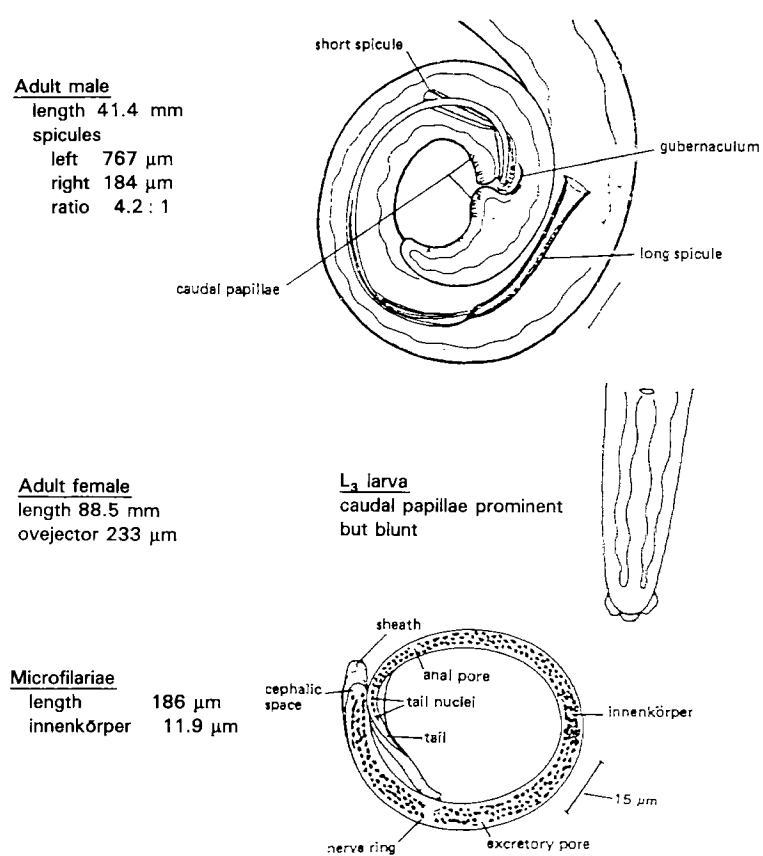 short spicule
Adult male
length 41.4 mm
spicules
left 767 μm
right 184 μm
ratio 4.2 : 1
gubernaculum
long spicule
caudal papillae
Adult female
length 88.5 mm
ovejector 233 μm
L₃ larva
caudal papillae prominent
but blunt
sheath
Microfilariae
length 186 μm
innenkörper 11.9 μm
cephalic
space
anal pore
tail nuclei
tail
innenkörper
15 μm
nerve ring
excretory pore